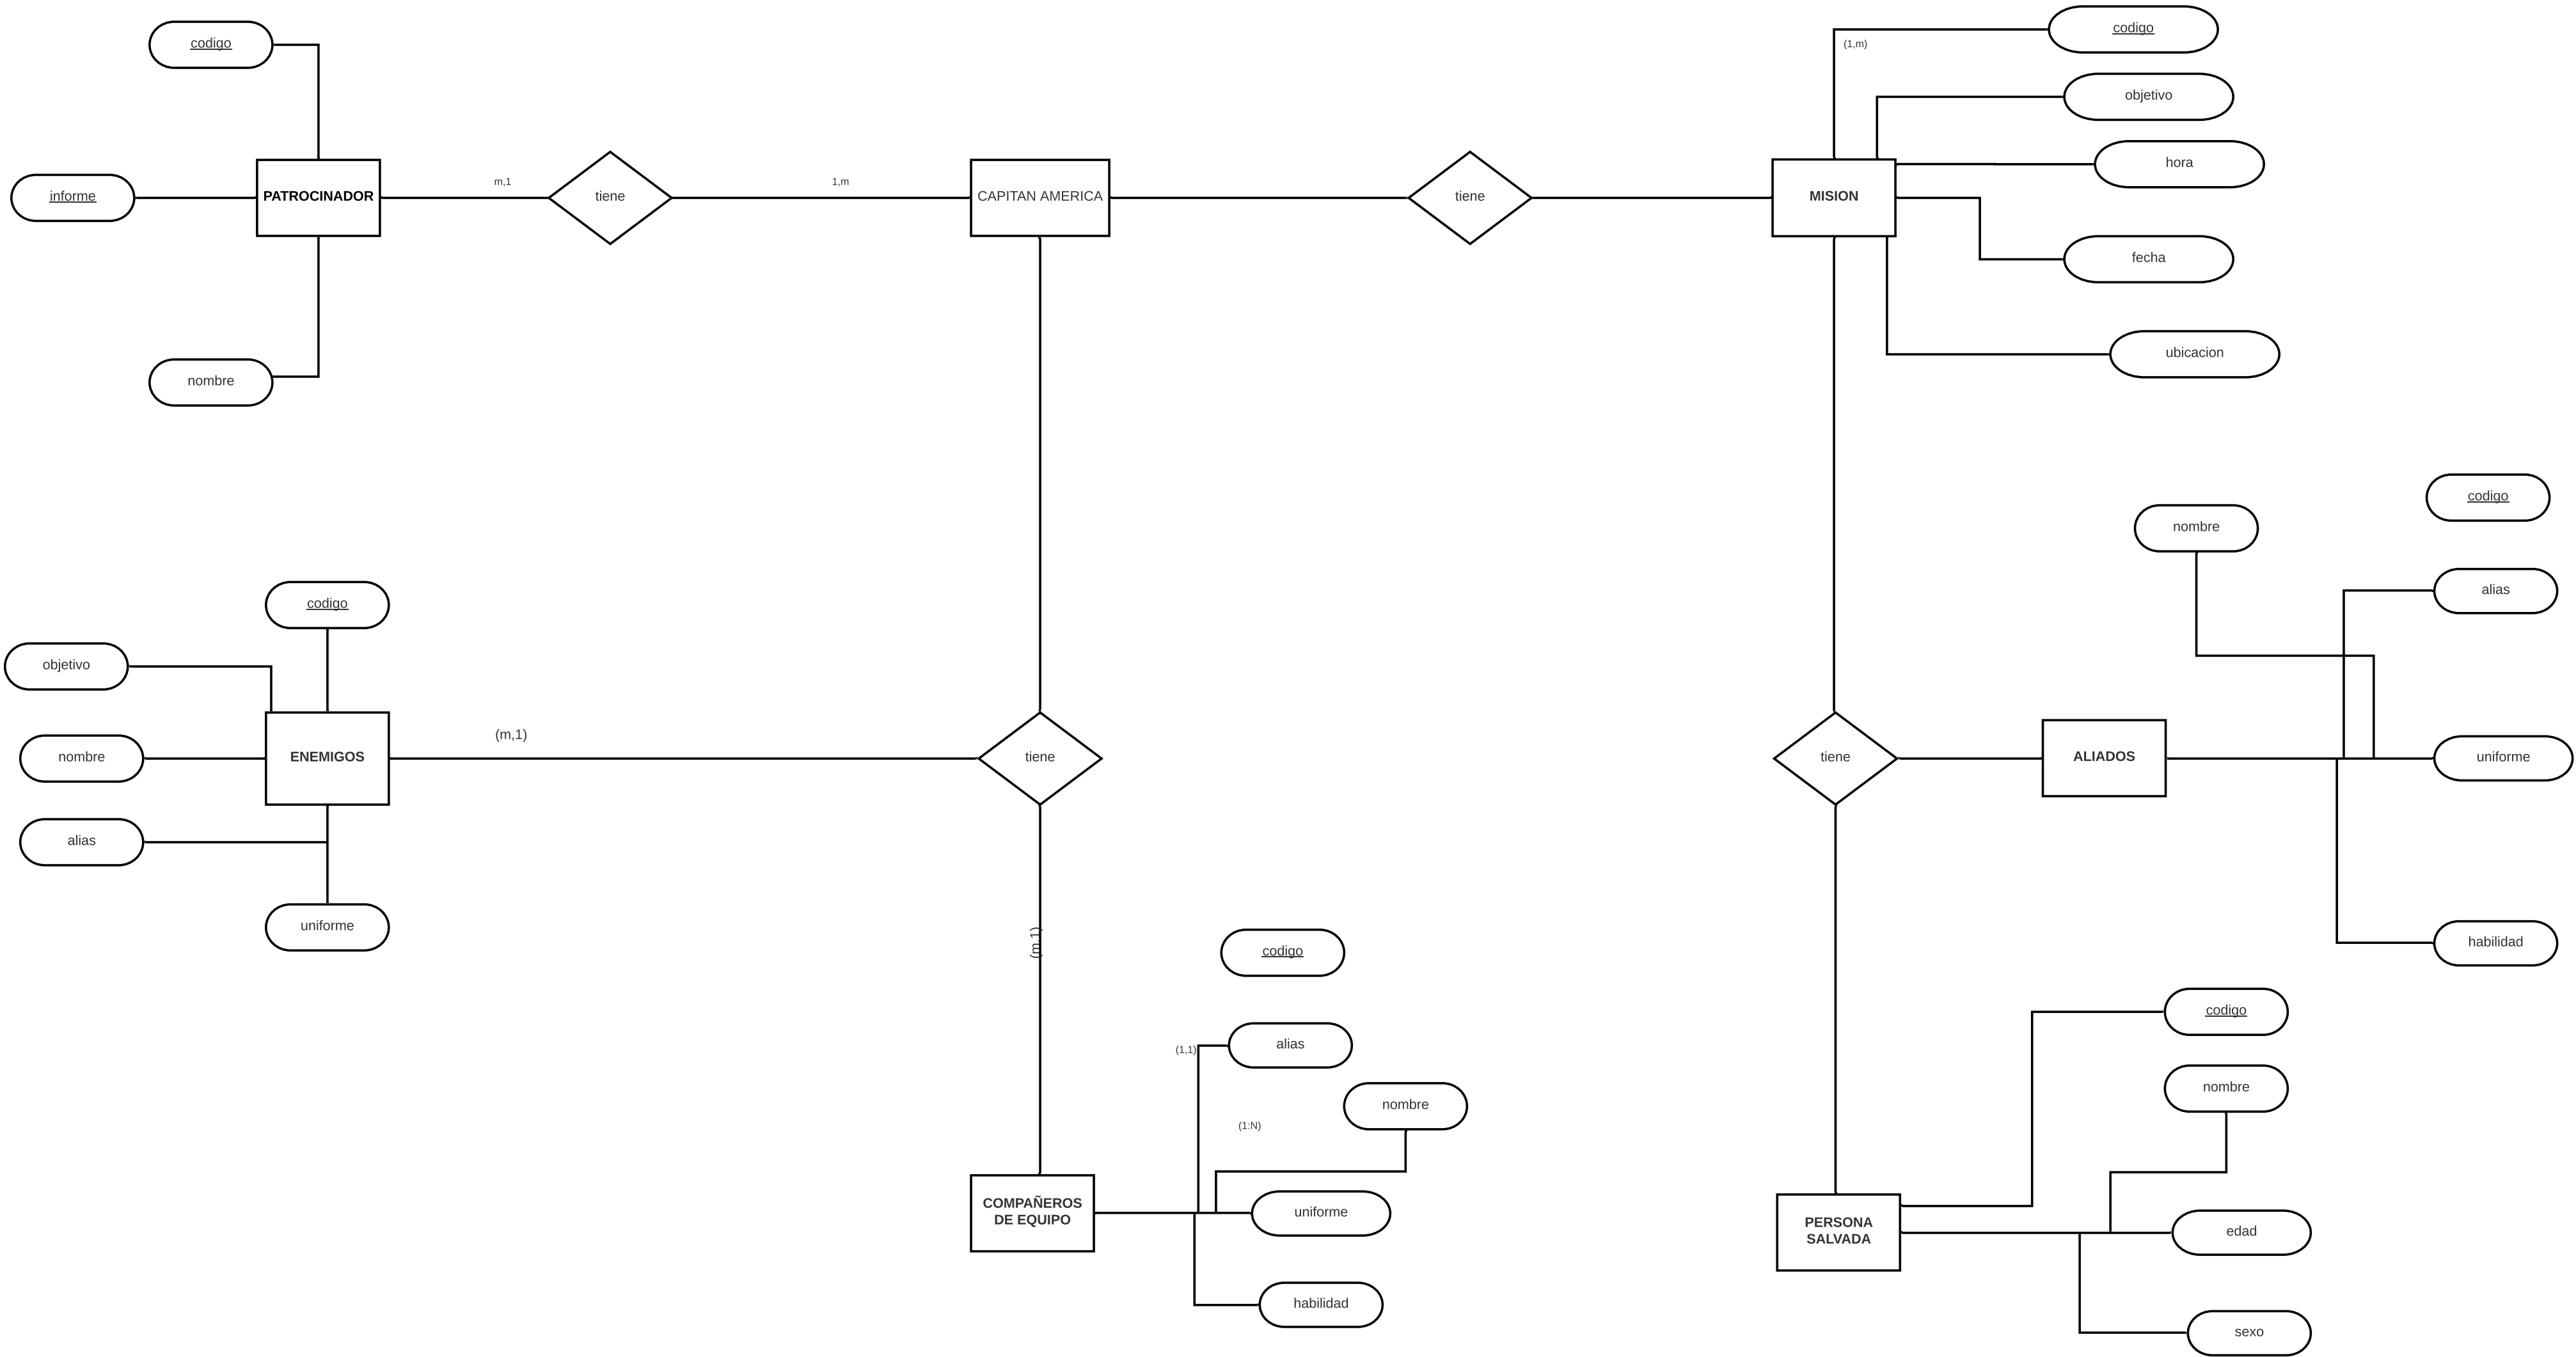 codigo
codigo
(1,m)
objetivo
hora
m,1
1,m
informe
PATROCINADOR
tiene
CAPITAN AMERICA
tiene
MISION
fecha
ubicacion
nombre
codigo
nombre
alias
codigo
objetivo
(m,1)
nombre
ENEMIGOS
tiene
tiene
ALIADOS
uniforme
alias
uniforme
(m,1)
codigo
habilidad
codigo
alias
(1,1)
nombre
nombre
(1:N)
COMPAÑEROS
DE EQUIPO
uniforme
PERSONA
SALVADA
edad
habilidad
sexo